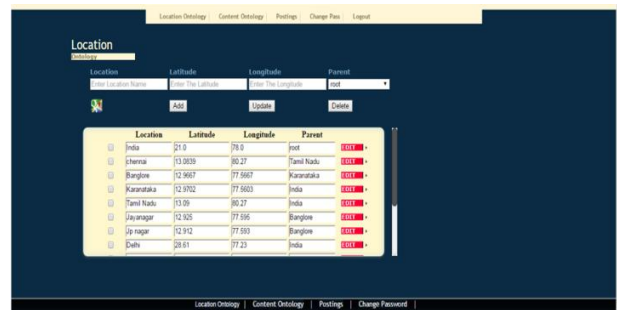 Location Ontology | Content Ontology | Postings | Change Pass | Logout
Location
Ontology
Location Latitude Longitude Parent
Enter Location Name Enter The Latitude Enter The Longitude root
Add Update Delete
Location Latitude Longitude Parent
India 21.0 78.0 root EDIT
chennai 13.0839 80.27 Tamil Nadu EDIT
Banglore 12.9667 77.5667 Karanataka EDIT
Karanataka 12.9702 77.5603 India EDIT
Tamil Nadu 13.09 80.27 India EDIT
Jayanagar 12.925 77.595 Banglore EDIT
Jp nagar 12.912 77.593 Banglore EDIT
Delhi 28.61 77.23 India EDIT
Location Ontology | Content Ontology | Postings | Change Password |